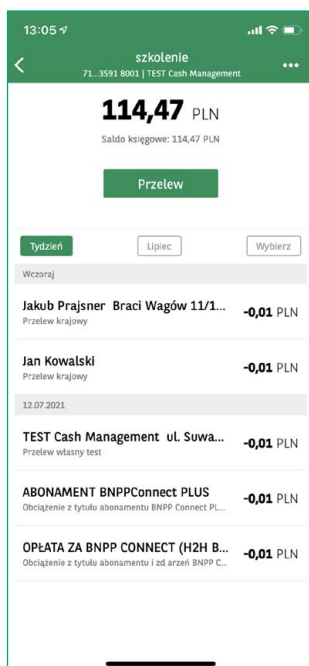 13:05
szkolenie
71...3591 8001 | TEST Cash Management
114,47 PLN
Saldo księgowe: 114,47 PLN
Przelew
Tydzień Lipiec Wybierz
Wczoraj
Jakub Prajsner Braci Wagów 11/1... -0,01 PLN
Przelew krajowy
Jan Kowalski -0,01 PLN
Przelew krajowy
12.07.2021
TEST Cash Management ul. Suwa... -0,01 PLN
Przelew własny test
ABONAMENT BNPPConnect PLUS -0,01 PLN
Obciążenie z tytułu abonamentu BNPP Connect PL...
OPŁATA ZA BNPP CONNECT (H2H B... -0,01 PLN
Obciążenie z tytułu abonamentu i zd arzeń BNPP C...